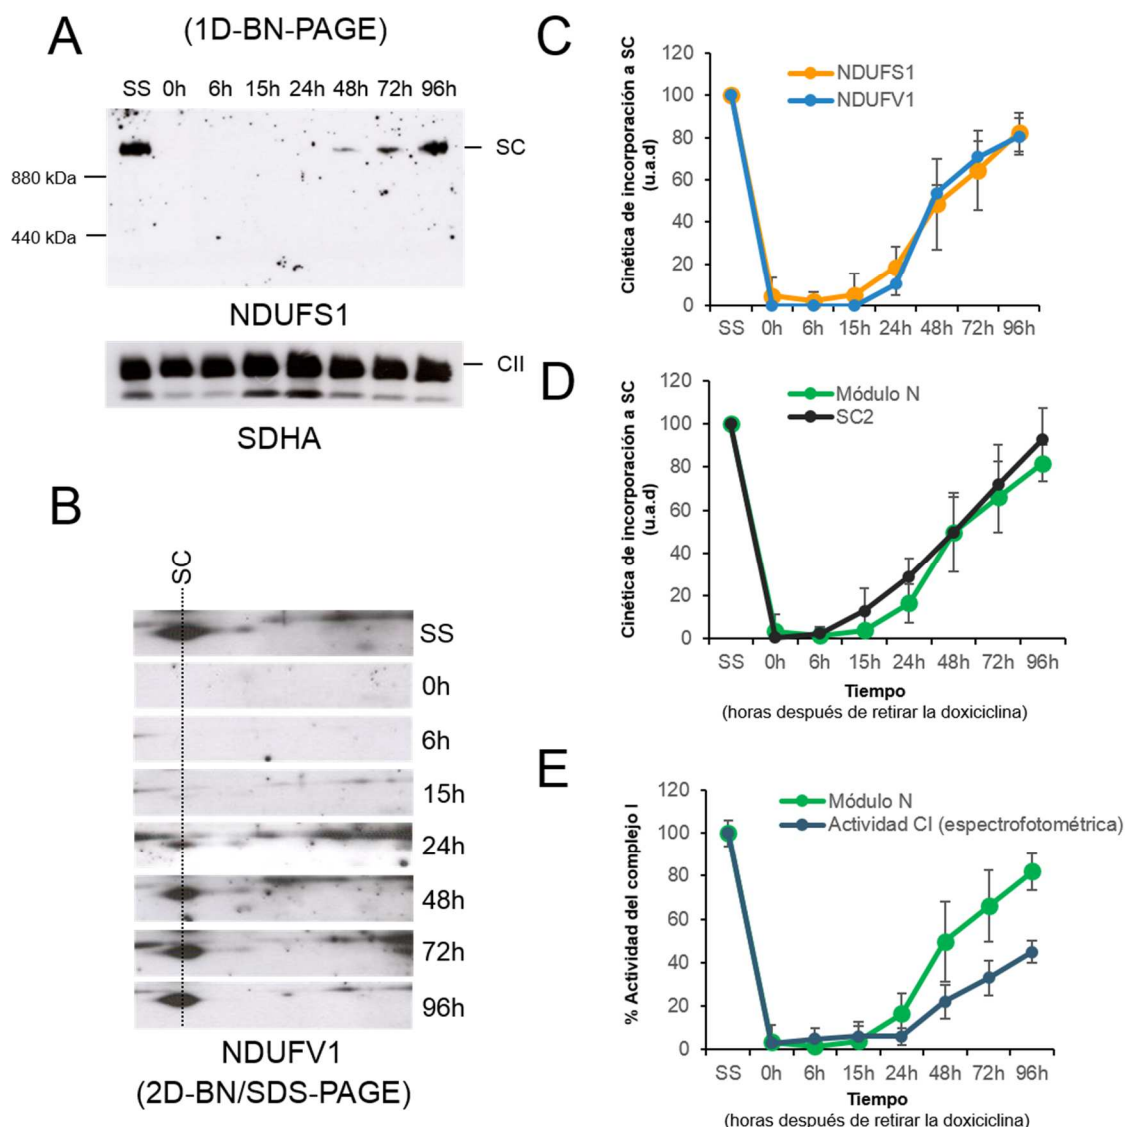 A
(1D-BN-PAGE)
SS 0h 6h 15h 24h 48h 72h 96h
SC
880 kDa
440 kDa
NDUFS1
CII
SDHA
B
SC
SS
0h
6h
15h
24h
48h
72h
96h
NDUFV1
(2D-BN/SDS-PAGE)
C
Cinética de incorporación a SC
(u.a.d)
120
100
80
60
40
20
0
NDUFS1
NDUFV1
SS 0h 6h 15h 24h 48h 72h 96h
D
Cinética de incorporación a SC
(u.a.d)
120
100
80
60
40
20
0
Módulo N
SC2
SS 0h 6h 15h 24h 48h 72h 96h
Tiempo
(horas después de retirar la doxiciclina)
E
% Actividad del complejo I
120
100
80
60
40
20
0
Módulo N
Actividad CI (espectrofotométrica)
SS 0h 6h 15h 24h 48h 72h 96h
Tiempo
(horas después de retirar la doxiciclina)